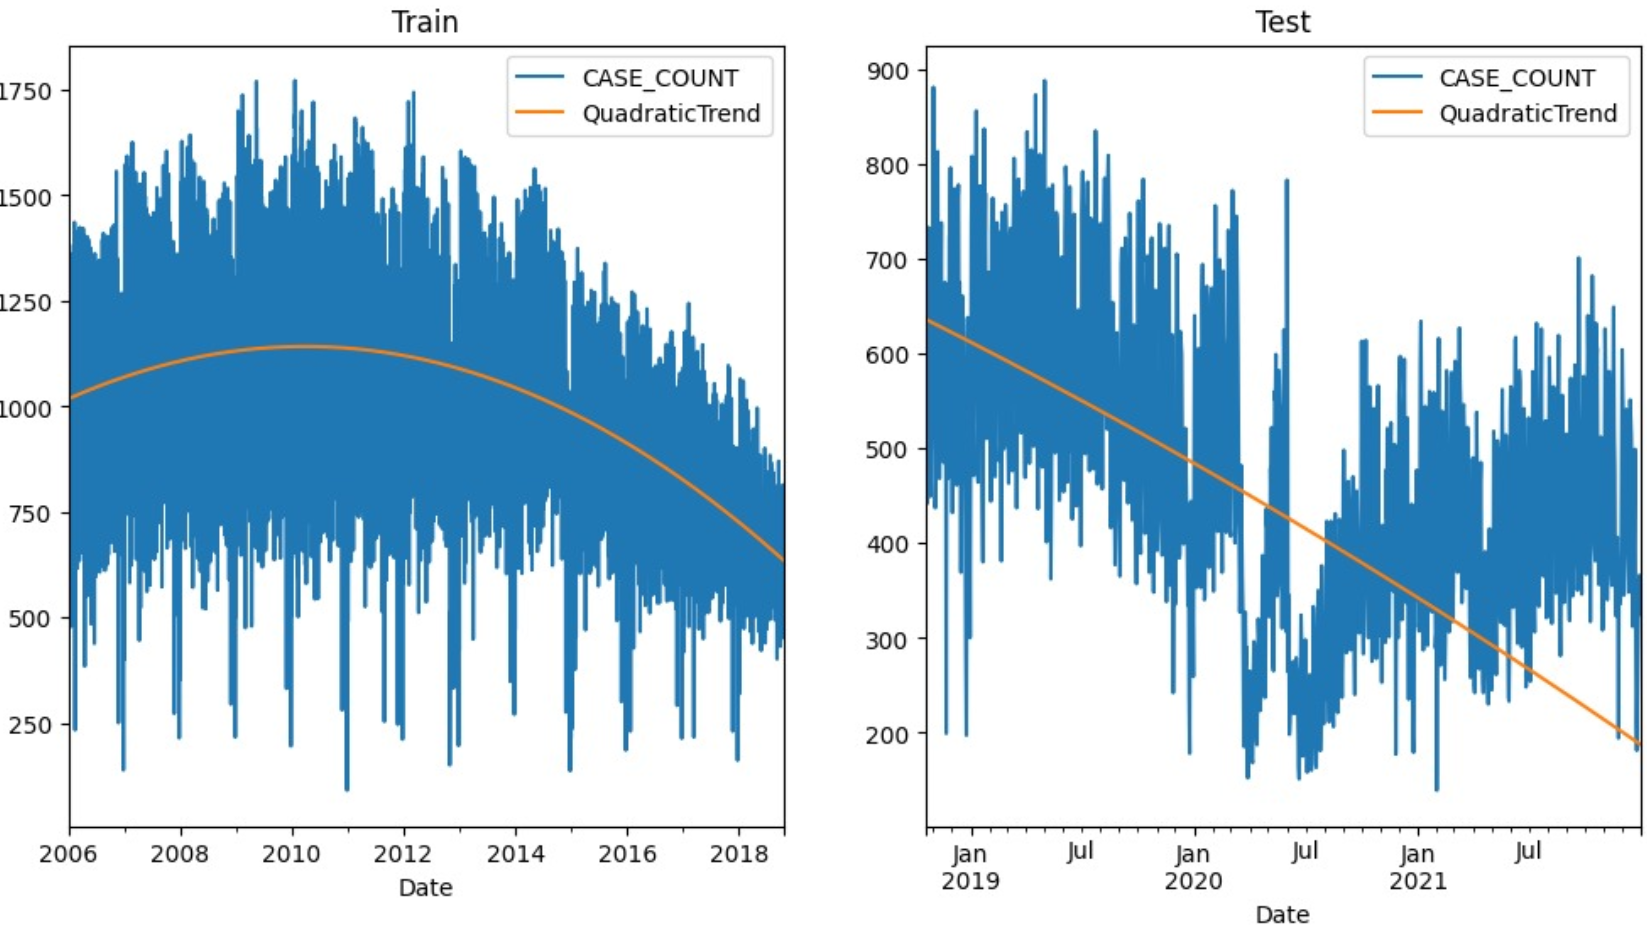 Train
CASE_COUNT
QuadraticTrend
1750
1500
1250
1000
750
500
250
2006 2008 2010 2012 2014 2016 2018
Date
Test
CASE_COUNT
QuadraticTrend
900
800
700
600
500
400
300
200
Jan Jul Jan Jul Jan Jul
2019 2020 2021
Date